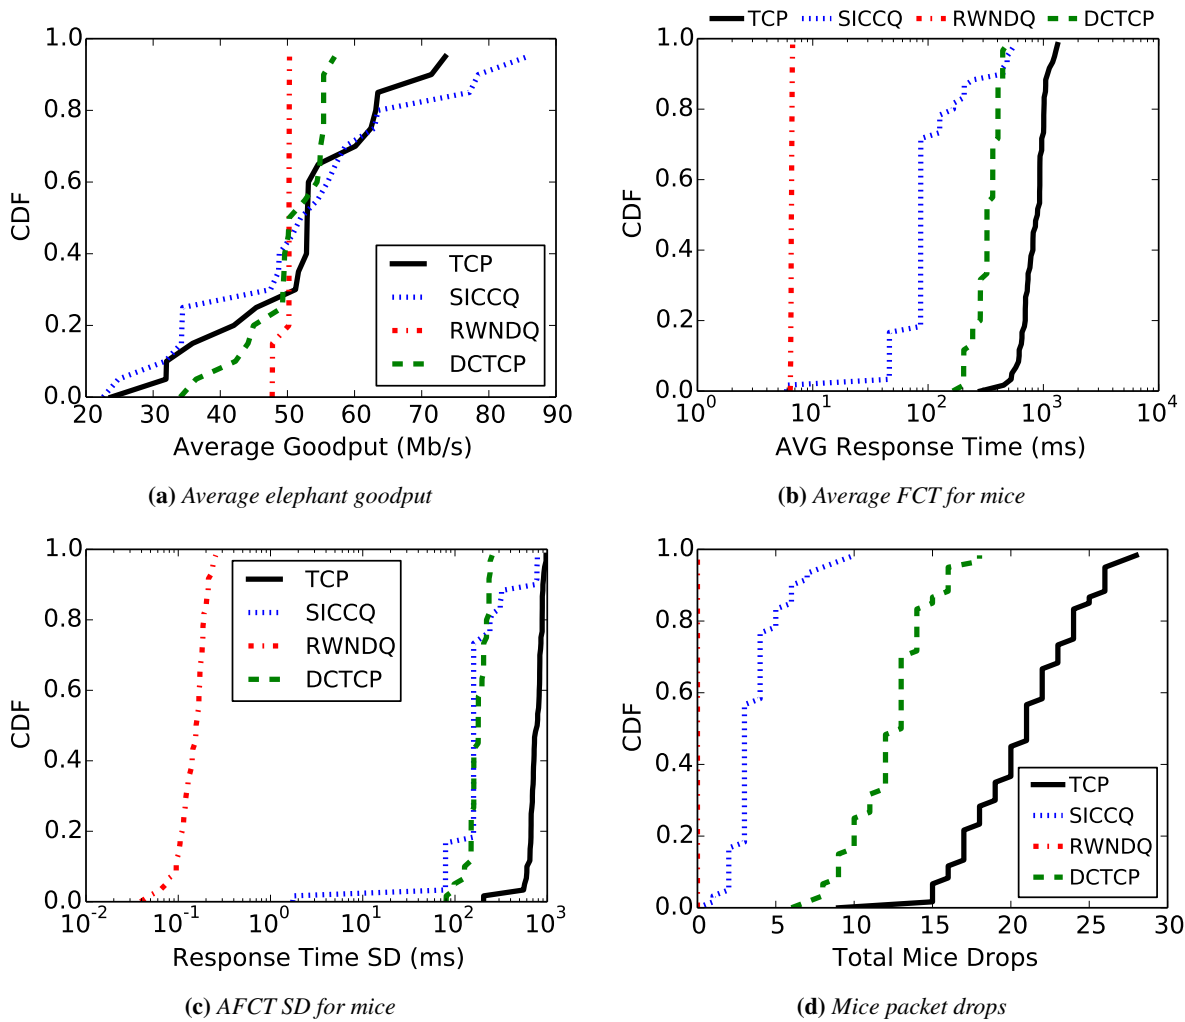 1.0
0.8
0.6
0.4
0.2
0.0
CDF
20 30 40 50 60 70 80 90
Average Goodput (Mb/s)
TCP
SICCQ
RWNDQ
DCTCP
(a) Average elephant goodput
TCP SICCQ RWNDQ DCTCP
1.0
0.8
0.6
0.4
0.2
0.0
CDF
10^0 10^1 10^2 10^3 10^4
AVG Response Time (ms)
(b) Average FCT for mice
1.0
0.8
0.6
0.4
0.2
0.0
CDF
TCP
SICCQ
RWNDQ
DCTCP
10^-2 10^-1 10^0 10^1 10^2 10^3
Response Time SD (ms)
(c) AFCT SD for mice
1.0
0.8
0.6
0.4
0.2
0.0
CDF
TCP
SICCQ
RWNDQ
DCTCP
0 5 10 15 20 25 30
Total Mice Drops
(d) Mice packet drops